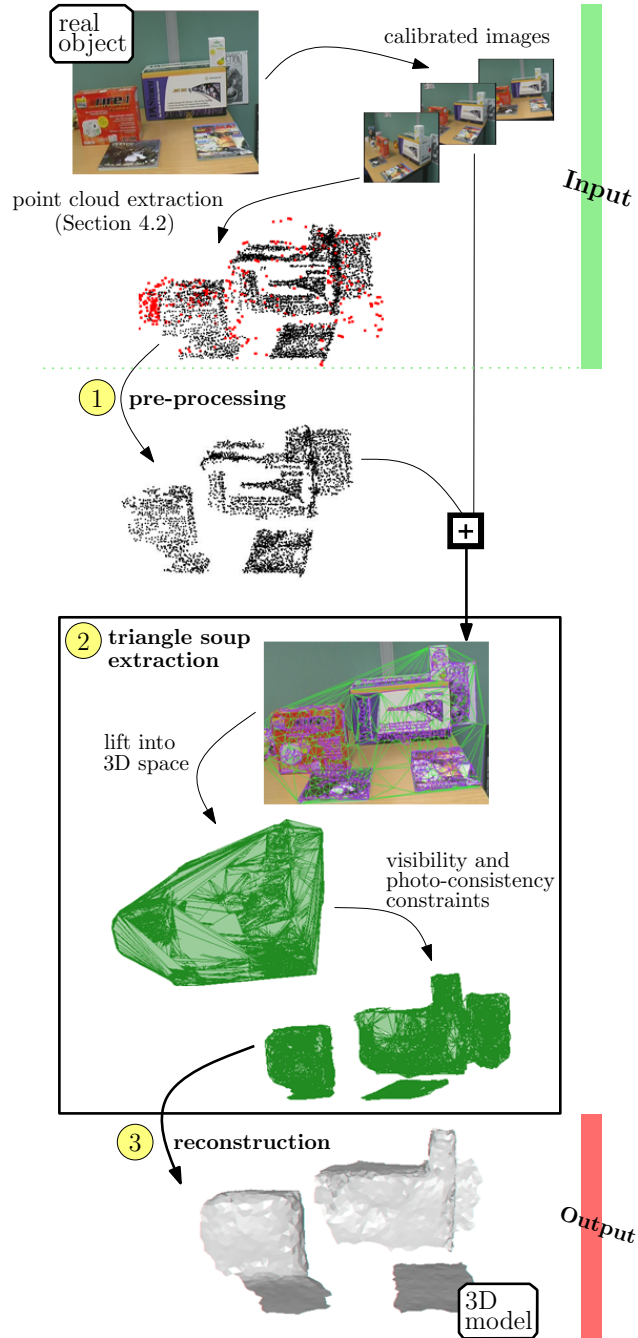 real
object
calibrated images
point cloud extraction
(Section 4.2)
Input
1 pre-processing
+
2 triangle soup
extraction
lift into
3D space
visibility and
photo-consistency
constraints
3 reconstruction
Output
3D
model